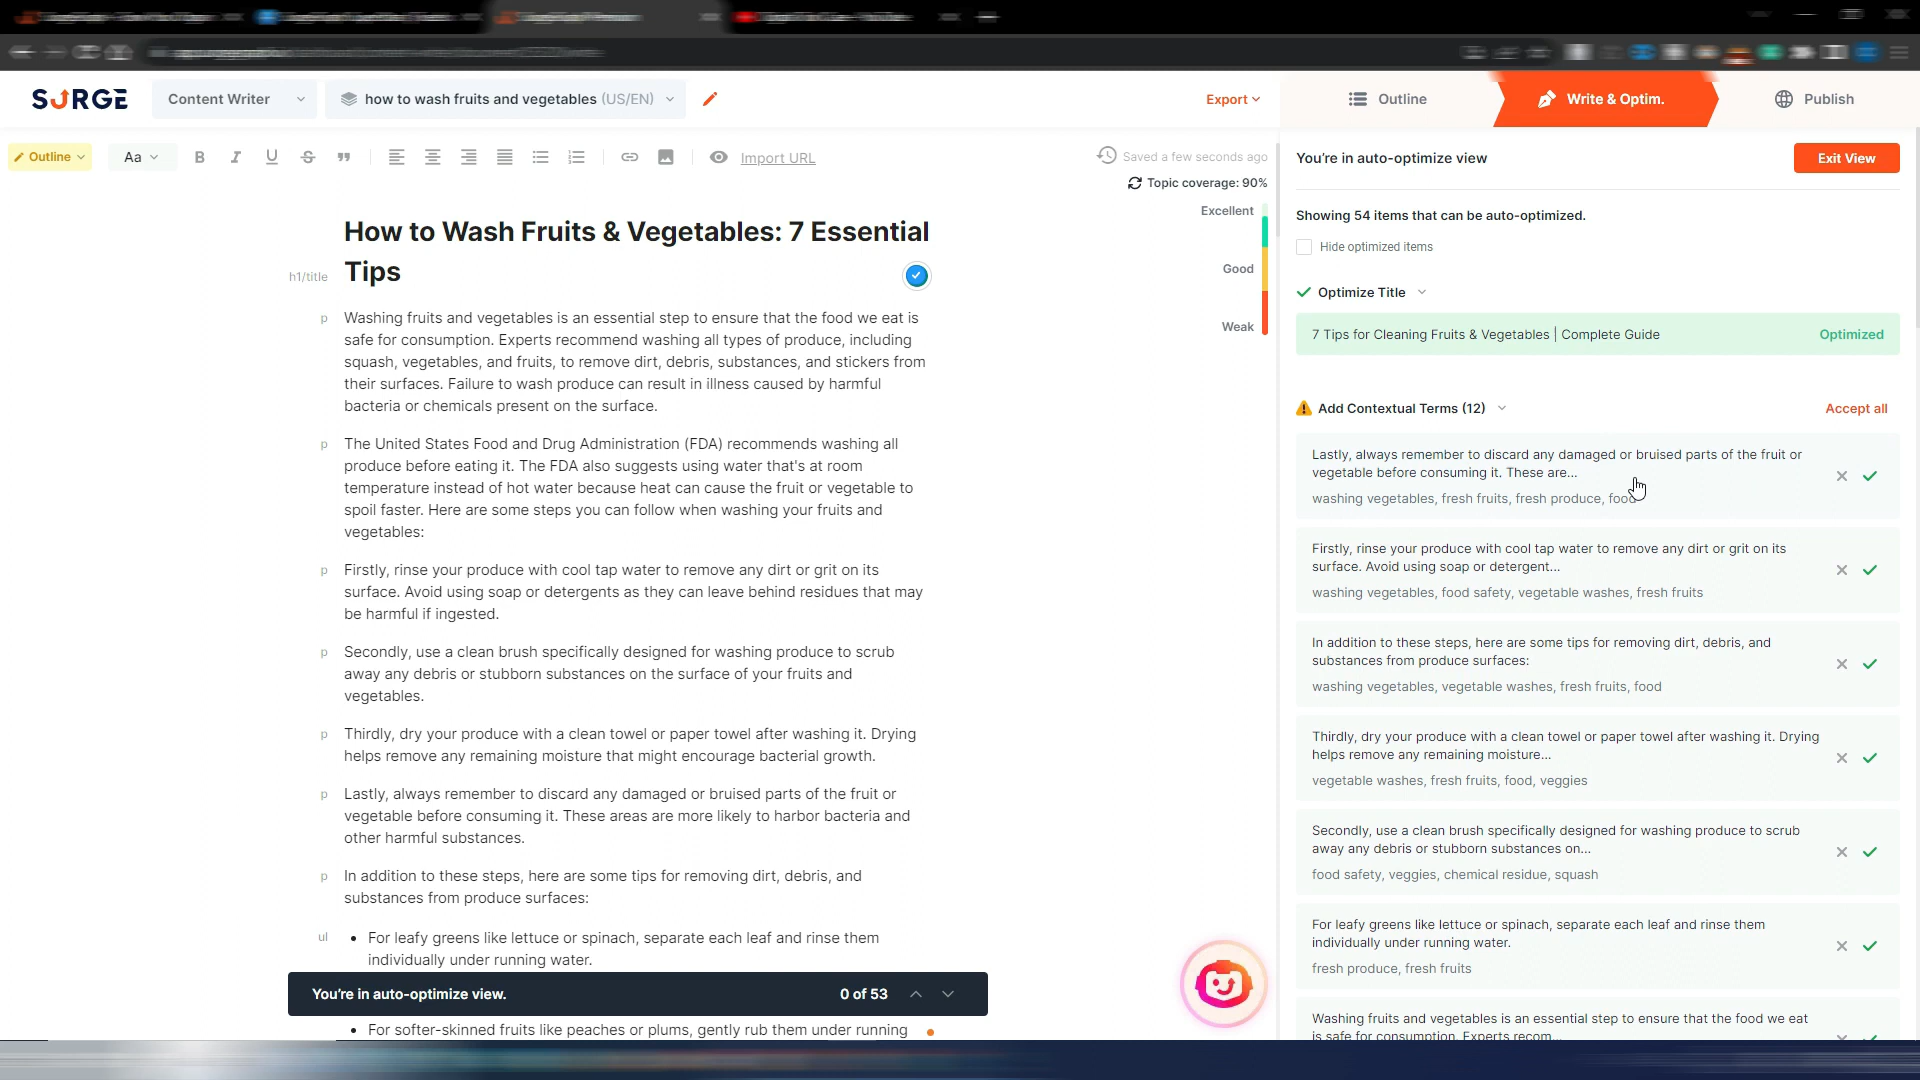 SURGE
Content Writer
how to wash fruits and vegetables (US/EN)
Export
Outline
Write & Optim.
Publish
Outline
Aa
B
I
U
S
Import URL
Saved a few seconds ago
Topic coverage: 90%
Excellent
Good
Weak
h1/title
How to Wash Fruits & Vegetables: 7 Essential
Tips
p
Washing fruits and vegetables is an essential step to ensure that the food we eat is
safe for consumption. Experts recommend washing all types of produce, including
squash, vegetables, and fruits, to remove dirt, debris, substances, and stickers from
their surfaces. Failure to wash produce can result in illness caused by harmful
bacteria or chemicals present on the surface.
p
The United States Food and Drug Administration (FDA) recommends washing all
produce before eating it. The FDA also suggests using water that's at room
temperature instead of hot water because heat can cause the fruit or vegetable to
spoil faster. Here are some steps you can follow when washing your fruits and
vegetables:
p
Firstly, rinse your produce with cool tap water to remove any dirt or grit on its
surface. Avoid using soap or detergents as they can leave behind residues that may
be harmful if ingested.
p
Secondly, use a clean brush specifically designed for washing produce to scrub
away any debris or stubborn substances on the surface of your fruits and
vegetables.
p
Thirdly, dry your produce with a clean towel or paper towel after washing it. Drying
helps remove any remaining moisture that might encourage bacterial growth.
p
Lastly, always remember to discard any damaged or bruised parts of the fruit or
vegetable before consuming it. These areas are more likely to harbor bacteria and
other harmful substances.
p
In addition to these steps, here are some tips for removing dirt, debris, and
substances from produce surfaces:
ul
• For leafy greens like lettuce or spinach, separate each leaf and rinse them
individually under running water.
You're in auto-optimize view.
0 of 53
• For softer-skinned fruits like peaches or plums, gently rub them under running
You're in auto-optimize view
Exit View
Showing 54 items that can be auto-optimized.
Hide optimized items
Optimize Title
7 Tips for Cleaning Fruits & Vegetables | Complete Guide
Optimized
Add Contextual Terms (12)
Accept all
Lastly, always remember to discard any damaged or bruised parts of the fruit or
vegetable before consuming it. These are...
washing vegetables, fresh fruits, fresh produce, food
Firstly, rinse your produce with cool tap water to remove any dirt or grit on its
surface. Avoid using soap or detergent...
washing vegetables, food safety, vegetable washes, fresh fruits
In addition to these steps, here are some tips for removing dirt, debris, and
substances from produce surfaces:
washing vegetables, vegetable washes, fresh fruits, food
Thirdly, dry your produce with a clean towel or paper towel after washing it. Drying
helps remove any remaining moisture...
vegetable washes, fresh fruits, food, veggies
Secondly, use a clean brush specifically designed for washing produce to scrub
away any debris or stubborn substances on...
food safety, veggies, chemical residue, squash
For leafy greens like lettuce or spinach, separate each leaf and rinse them
individually under running water.
fresh produce, fresh fruits
Washing fruits and vegetables is an essential step to ensure that the food we eat
is safe for consumption. Experts recom...